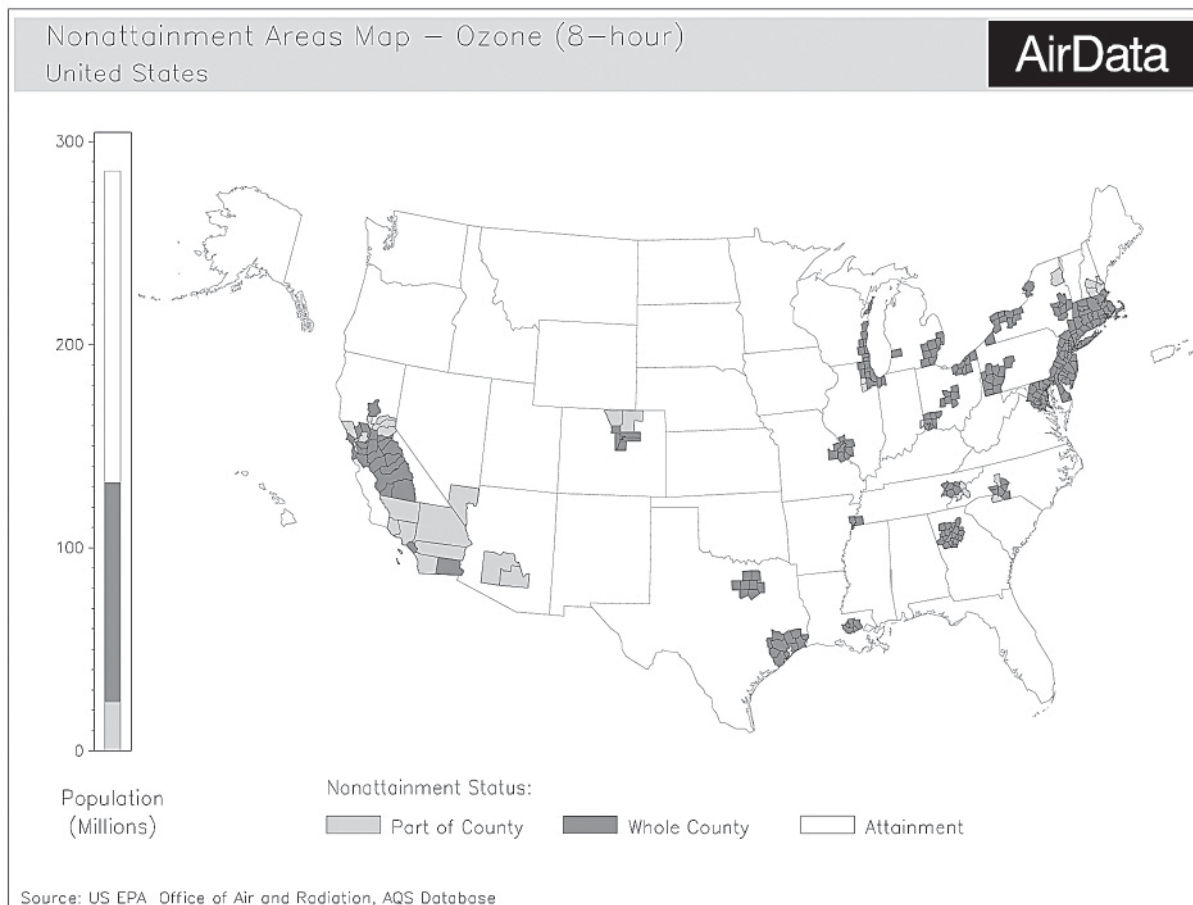 Nonattainment Areas Map – Ozone (8–hour)
United States
AirData
300
200
100
0
Population
(Millions)
Nonattainment Status:
Part of County
Whole County
Attainment
Source: US EPA Office of Air and Radiation, AQS Database